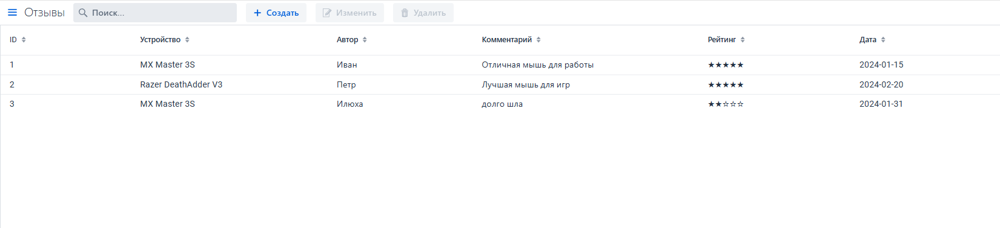 Отзывы Поиск... + Создать Изменить Удалить
ID Устройство Автор Комментарий Рейтинг Дата
1 MX Master 3S Иван Отличная мышь для работы ★★★★★ 2024-01-15
2 Razer DeathAdder V3 Петр Лучшая мышь для игр ★★★★★ 2024-02-20
3 MX Master 3S Илюха долго шла ★★☆☆☆ 2024-01-31